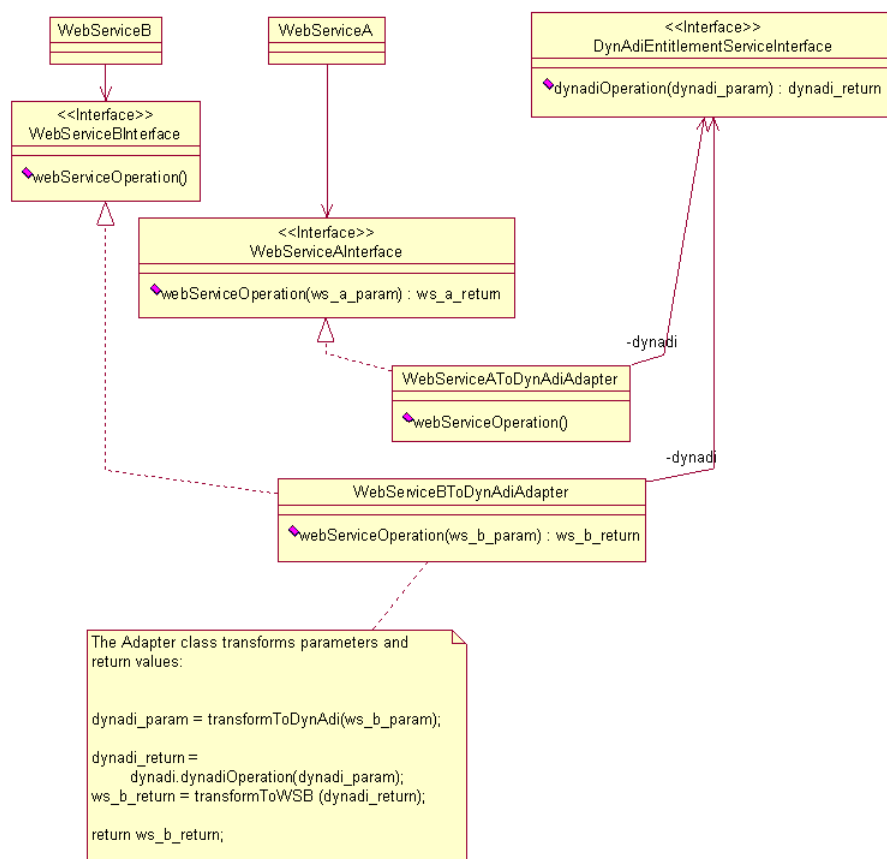 WebServiceB
WebServiceA
<<Interface>>
DynAdiEntitlementServiceInterface
dynadiOperation(dynadi_param) : dynadi_return
<<Interface>>
WebServiceBInterface
webServiceOperation()
<<Interface>>
WebServiceAInterface
webServiceOperation(ws_a_param) : ws_a_return
-dynadi
WebServiceAToDynAdiAdapter
webServiceOperation()
-dynadi
WebServiceBToDynAdiAdapter
webServiceOperation(ws_b_param) : ws_b_return
The Adapter class transforms parameters and
return values:
dynadi_param = transformToDynAdi(ws_b_param);
dynadi_return =
dynadi.dynadiOperation(dynadi_param);
ws_b_return = transformToWSB (dynadi_return);
return ws_b_return;